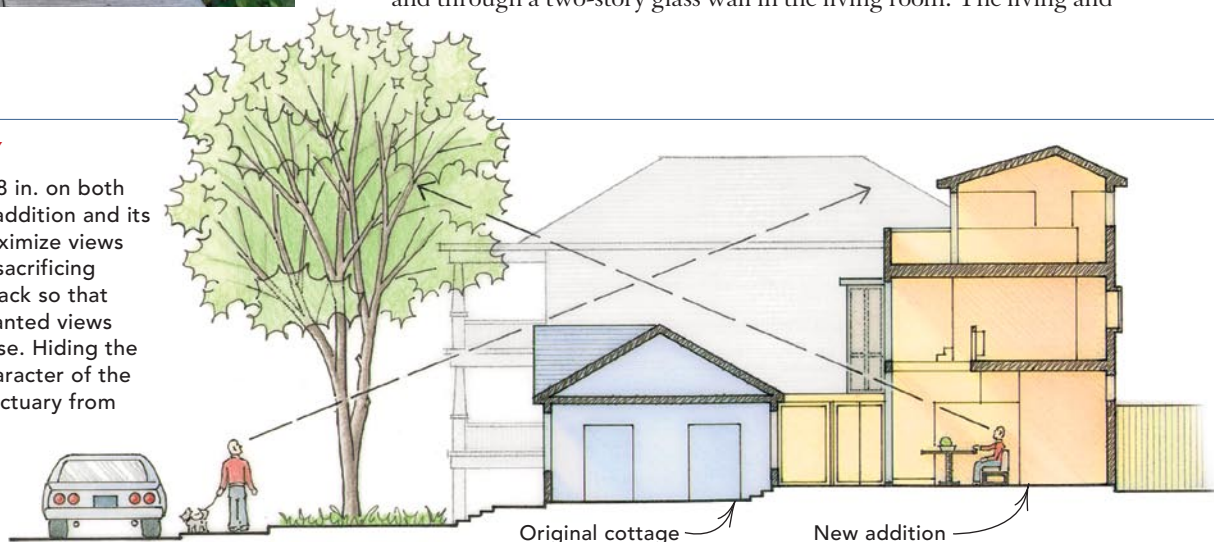 and through a two-story glass wall in the living room. The living and
8 in. on both
addition and its
ximize views
sacrificing
ack so that
anted views
se. Hiding the
aracter of the
ctuary from
Original cottage
New addition